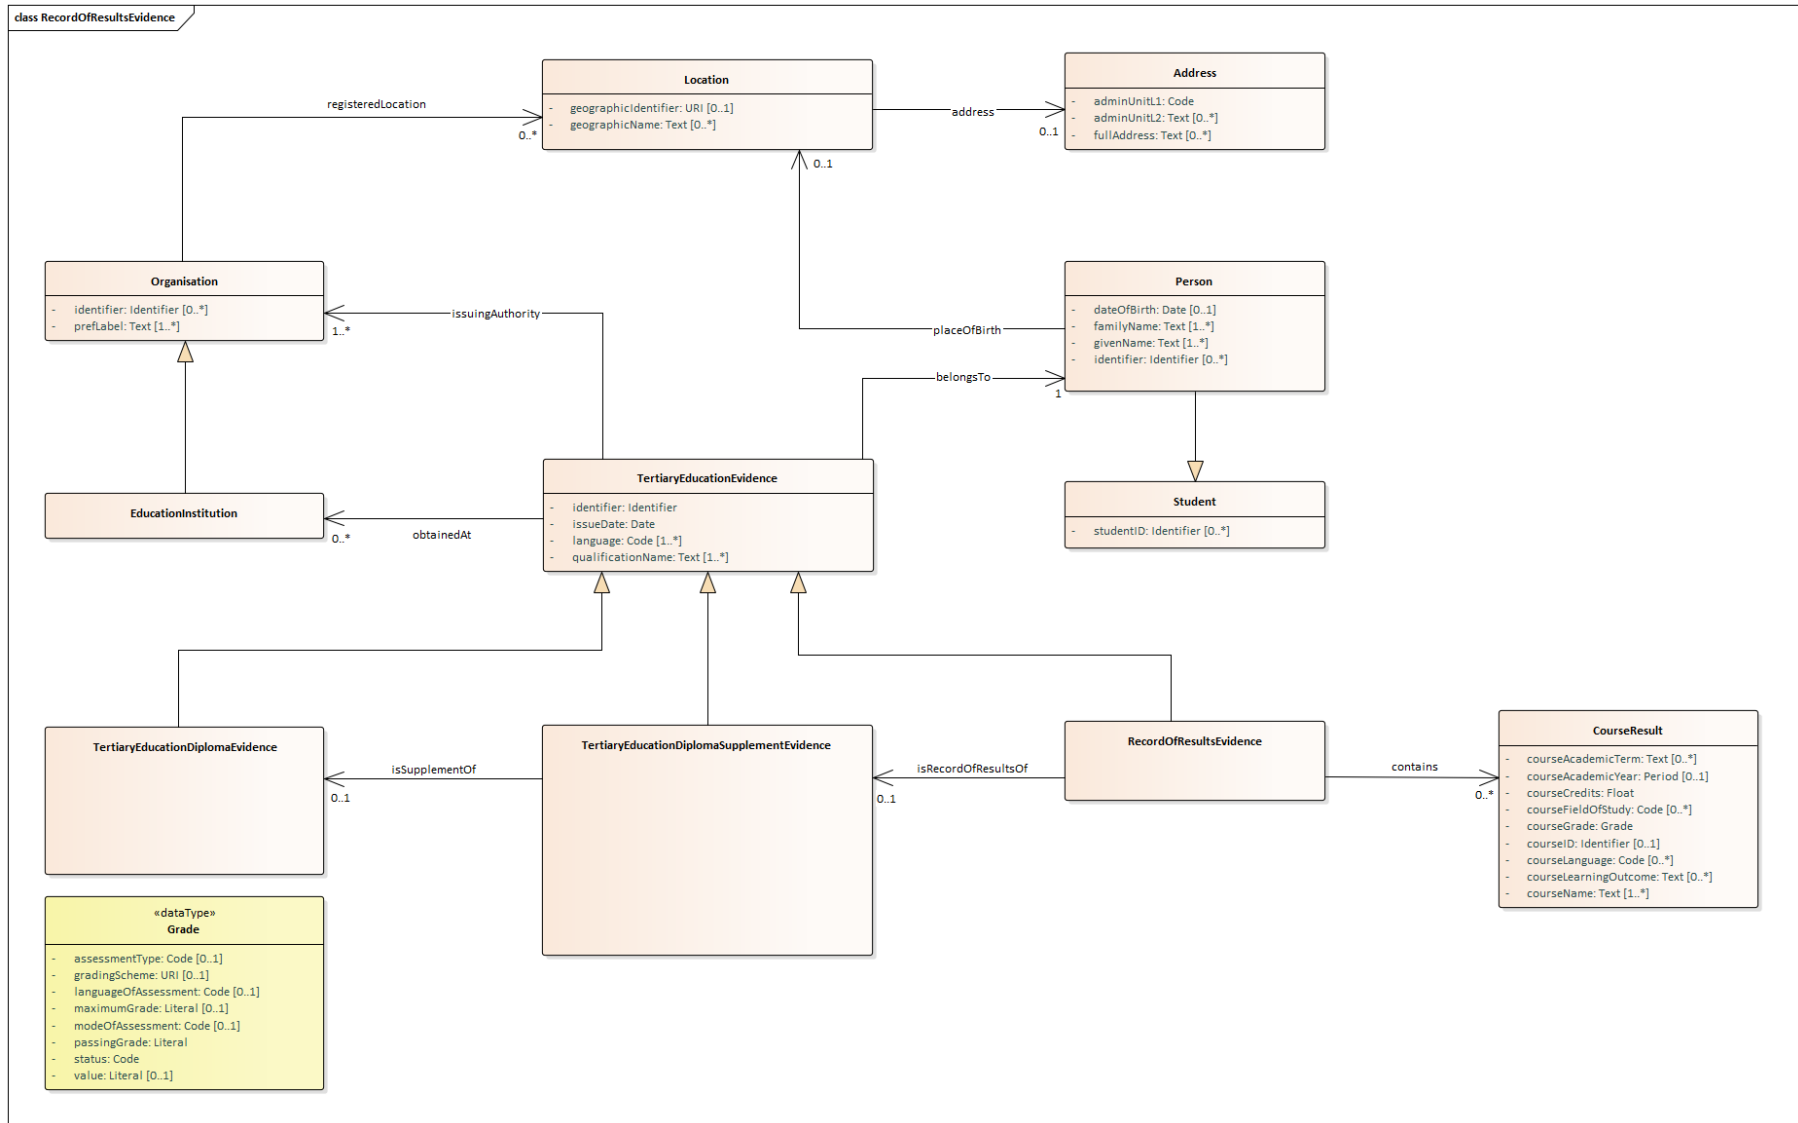 class RecordOfResultsEvidence
Location
- geographicIdentifier: URI [0..1]
- geographicName: Text [0..*]
Address
- adminUnitL1: Code
- adminUnitL2: Text [0..*]
- fullAddress: Text [0..*]
registeredLocation
0..*
address
0..1
0..1
Organisation
- identifier: Identifier [0..*]
- prefLabel: Text [1..*]
issuingAuthority
1..*
Person
- dateOfBirth: Date [0..1]
- familyName: Text [1..*]
- givenName: Text [1..*]
- identifier: Identifier [0..*]
placeOfBirth
belongsTo
1
TertiaryEducationEvidence
- identifier: Identifier
- issueDate: Date
- language: Code [1..*]
- qualificationName: Text [1..*]
EducationInstitution
0..*
obtainedAt
Student
- studentID: Identifier [0..*]
TertiaryEducationDiplomaEvidence
isSupplementOf
0..1
TertiaryEducationDiplomaSupplementEvidence
isRecordOfResultsOf
0..1
RecordOfResultsEvidence
contains
0..*
CourseResult
- courseAcademicTerm: Text [0..*]
- courseAcademicYear: Period [0..1]
- courseCredits: Float
- courseFieldOfStudy: Code [0..*]
- courseGrade: Grade
- courseID: Identifier [0..1]
- courseLanguage: Code [0..*]
- courseLearningOutcome: Text [0..*]
- courseName: Text [1..*]
«dataType»
Grade
- assessmentType: Code [0..1]
- gradingScheme: URI [0..1]
- languageOfAssessment: Code [0..1]
- maximumGrade: Literal [0..1]
- modeOfAssessment: Code [0..1]
- passingGrade: Literal
- status: Code
- value: Literal [0..1]